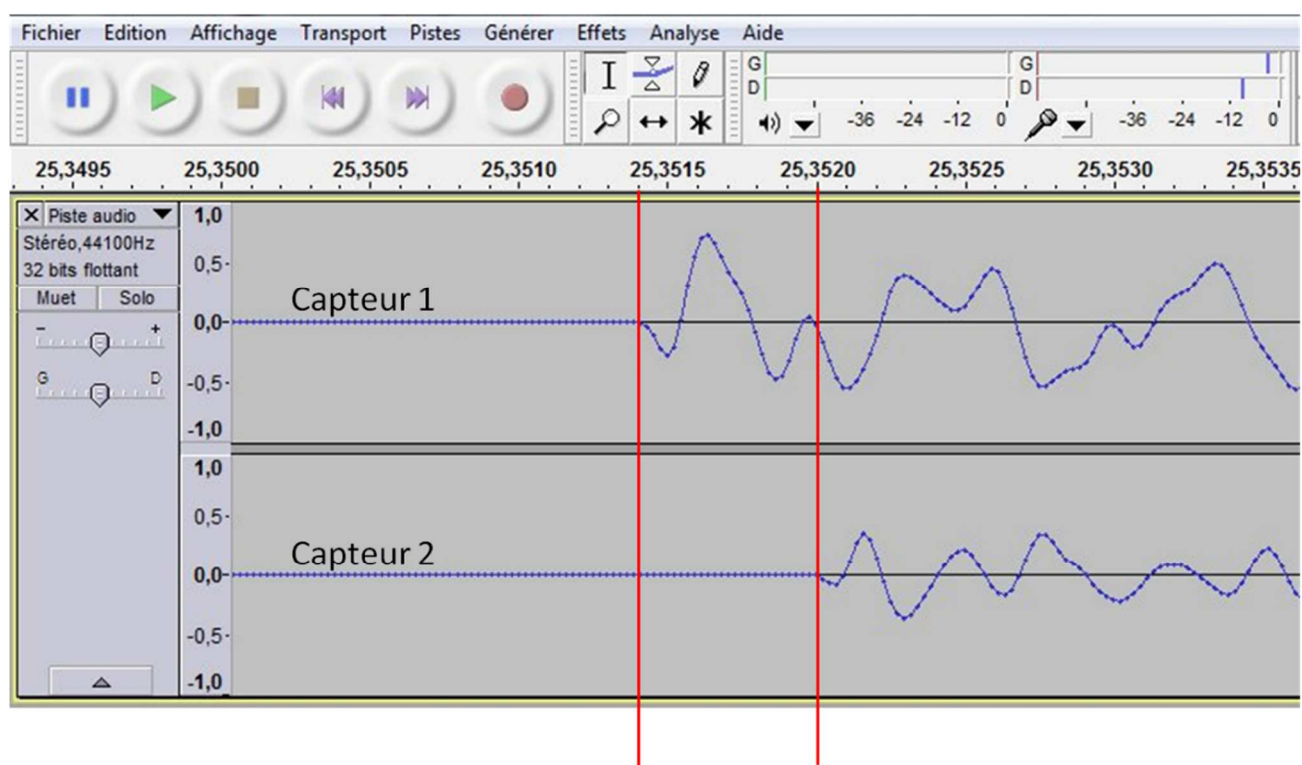 Fichier Edition Affichage Transport Pistes Générer Effets Analyse Aide
G
D
-36 -24 -12 0
G
D
-36 -24 -12 0
25,3495 25,3500 25,3505 25,3510 25,3515 25,3520 25,3525 25,3530 25,3535
X Piste audio
Stéréo,44100Hz
32 bits flottant
Muet Solo
- +
G D
1,0
0,5-
0,0-
-0,5-
-1,0
Capteur 1
1,0
0,5-
0,0-
-0,5-
-1,0
Capteur 2